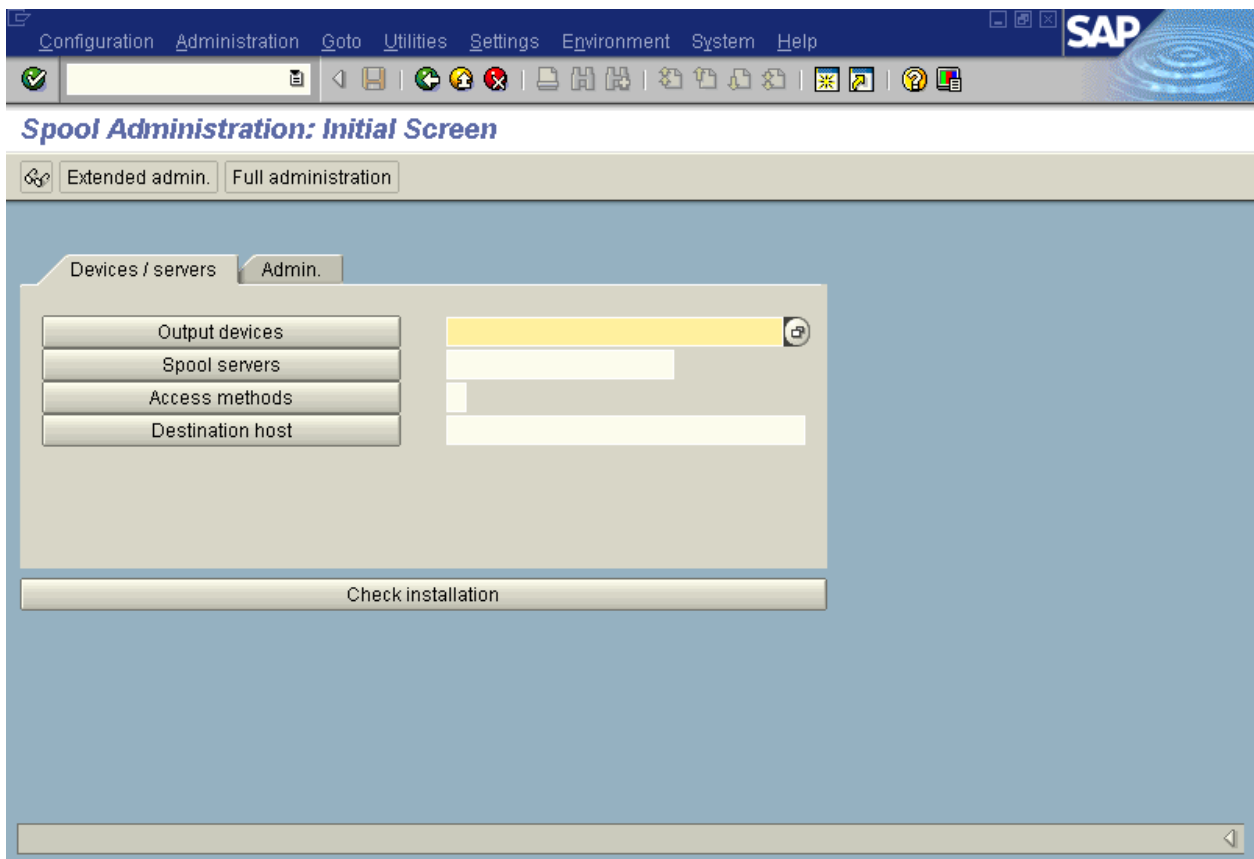 Configuration Administration Goto Utilities Settings Environment System Help
SAP
Spool Administration: Initial Screen
Extended admin. Full administration
Devices / servers Admin.
Output devices
Spool servers
Access methods
Destination host
Check installation